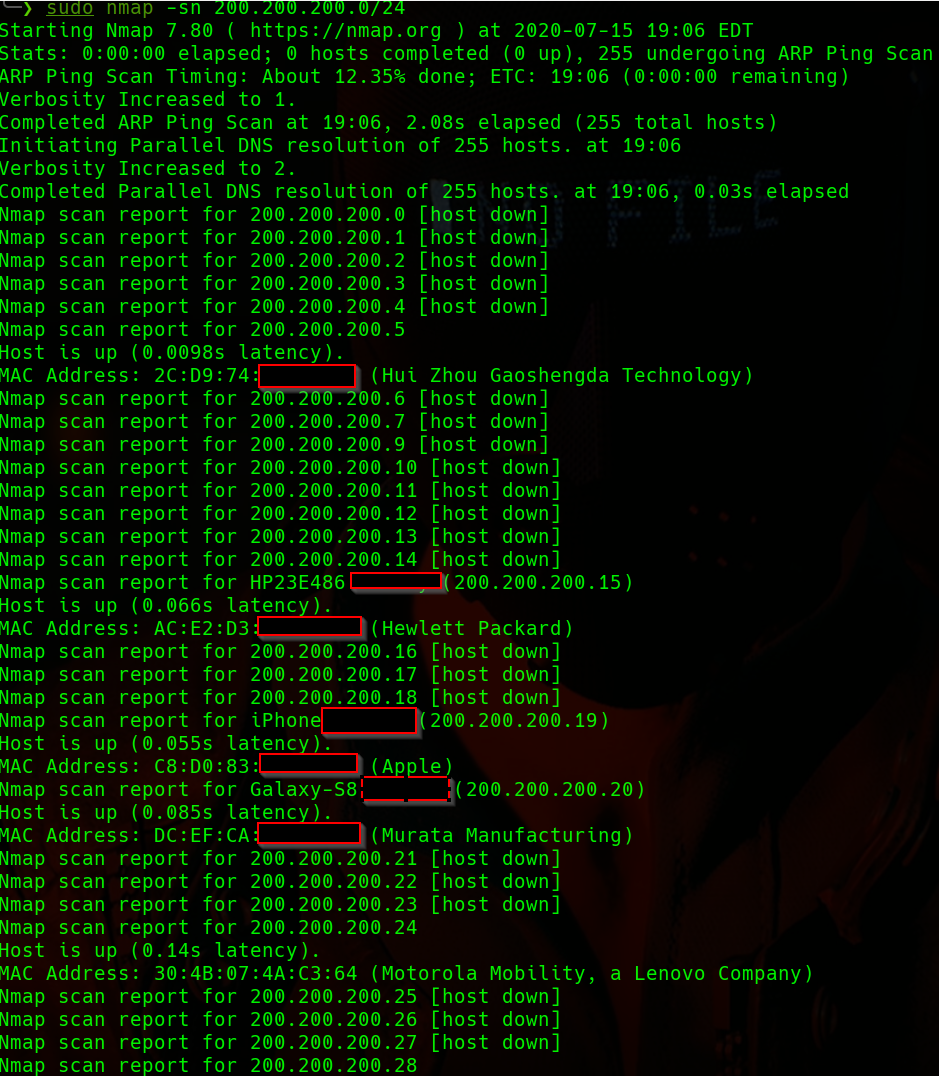 ❯ sudo nmap -sn 200.200.200.0/24
Starting Nmap 7.80 ( https://nmap.org ) at 2020-07-15 19:06 EDT
Stats: 0:00:00 elapsed; 0 hosts completed (0 up), 255 undergoing ARP Ping Scan
ARP Ping Scan Timing: About 12.35% done; ETC: 19:06 (0:00:00 remaining)
Verbosity Increased to 1.
Completed ARP Ping Scan at 19:06, 2.08s elapsed (255 total hosts)
Initiating Parallel DNS resolution of 255 hosts. at 19:06
Verbosity Increased to 2.
Completed Parallel DNS resolution of 255 hosts. at 19:06, 0.03s elapsed
Nmap scan report for 200.200.200.0 [host down]
Nmap scan report for 200.200.200.1 [host down]
Nmap scan report for 200.200.200.2 [host down]
Nmap scan report for 200.200.200.3 [host down]
Nmap scan report for 200.200.200.4 [host down]
Nmap scan report for 200.200.200.5
Host is up (0.0098s latency).
MAC Address: 2C:D9:74: (Hui Zhou Gaoshengda Technology)
Nmap scan report for 200.200.200.6 [host down]
Nmap scan report for 200.200.200.7 [host down]
Nmap scan report for 200.200.200.9 [host down]
Nmap scan report for 200.200.200.10 [host down]
Nmap scan report for 200.200.200.11 [host down]
Nmap scan report for 200.200.200.12 [host down]
Nmap scan report for 200.200.200.13 [host down]
Nmap scan report for 200.200.200.14 [host down]
Nmap scan report for HP23E486 (200.200.200.15)
Host is up (0.066s latency).
MAC Address: AC:E2:D3: (Hewlett Packard)
Nmap scan report for 200.200.200.16 [host down]
Nmap scan report for 200.200.200.17 [host down]
Nmap scan report for 200.200.200.18 [host down]
Nmap scan report for iPhone (200.200.200.19)
Host is up (0.055s latency).
MAC Address: C8:D0:83: (Apple)
Nmap scan report for Galaxy-S8 (200.200.200.20)
Host is up (0.085s latency).
MAC Address: DC:EF:CA: (Murata Manufacturing)
Nmap scan report for 200.200.200.21 [host down]
Nmap scan report for 200.200.200.22 [host down]
Nmap scan report for 200.200.200.23 [host down]
Nmap scan report for 200.200.200.24
Host is up (0.14s latency).
MAC Address: 30:4B:07:4A:C3:64 (Motorola Mobility, a Lenovo Company)
Nmap scan report for 200.200.200.25 [host down]
Nmap scan report for 200.200.200.26 [host down]
Nmap scan report for 200.200.200.27 [host down]
Nmap scan report for 200.200.200.28